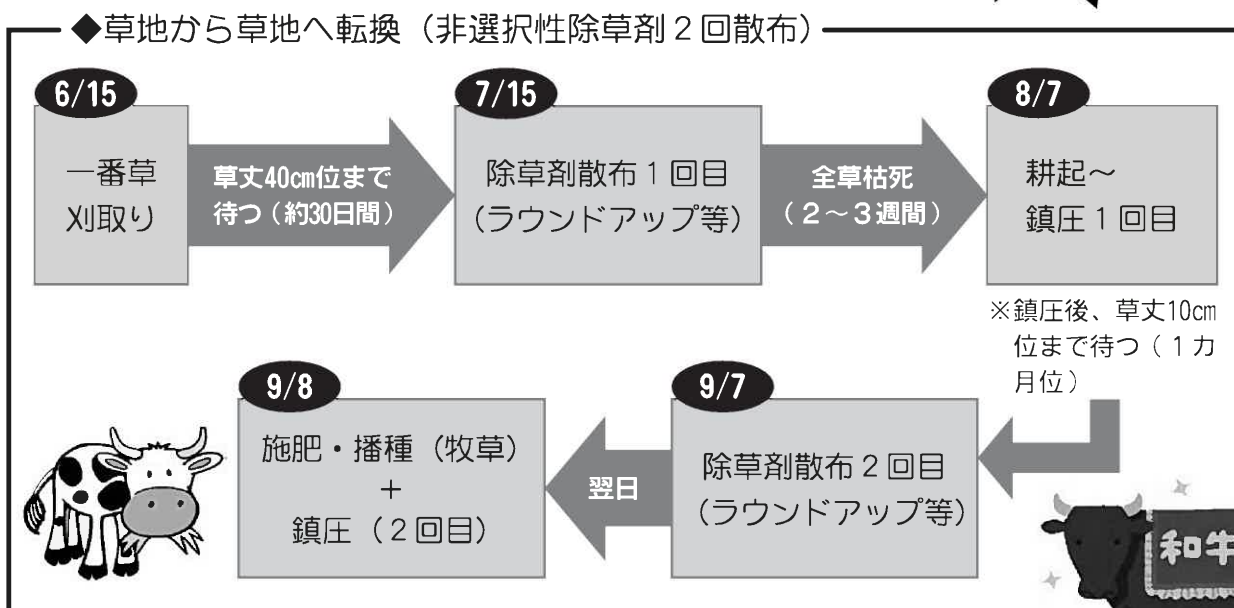 ◆草地から草地へ転換（非選択性除草剤２回散布）
6/15
一番草
刈取り
草丈40cm位まで
待つ（約30日間）
7/15
除草剤散布１回目
（ラウンドアップ等）
全草枯死
（２～３週間）
8/7
耕起～
鎮圧１回目
※鎮圧後、草丈10cm
位まで待つ（１カ
月位）
9/7
除草剤散布２回目
（ラウンドアップ等）
翌日
9/8
施肥・播種（牧草）
＋
鎮圧（２回目）
和牛